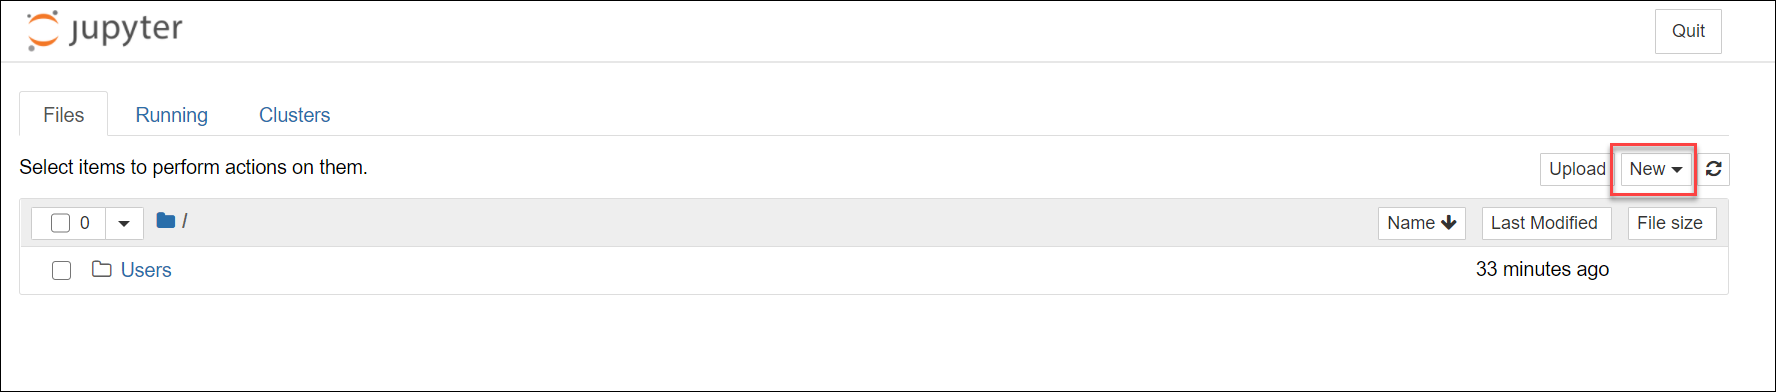 jupyter
Quit
Files Running Clusters
Select items to perform actions on them.
Upload New
0 / Name Last Modified File size
Users 33 minutes ago